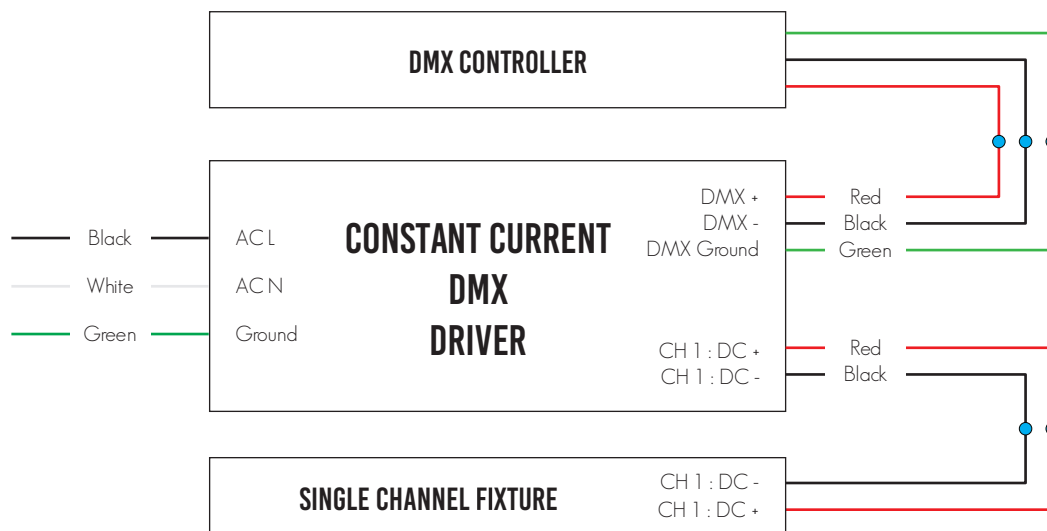 DMX CONTROLLER
DMX + Red
DMX - Black
DMX Ground Green
Black AC L
White AC N
Green Ground
CONSTANT CURRENT
DMX
DRIVER
CH 1 : DC + Red
CH 1 : DC - Black
SINGLE CHANNEL FIXTURE
CH 1 : DC -
CH 1 : DC +